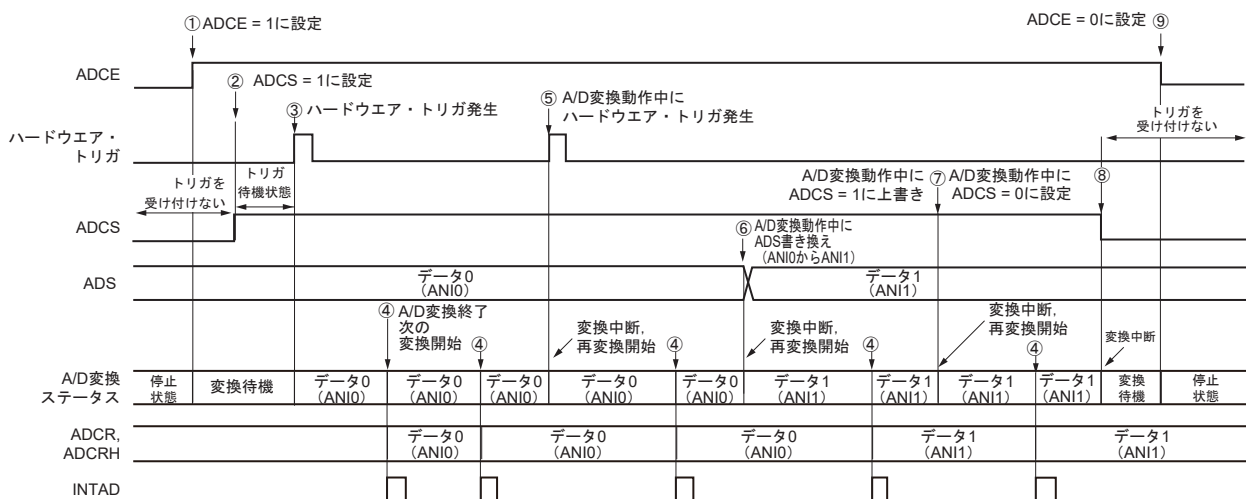 ① ADCE = 1に設定
ADCE = 0に設定 ⑨
ADCE
② ADCS = 1に設定
③ ハードウエア・トリガ発生
⑤ A/D変換動作中に
ハードウエア・トリガ発生
ハードウエア・
トリガ
トリガを
受け付けない
トリガ
待機状態
トリガを
受け付けない
A/D変換動作中に
ADCS = 1に上書き
⑦ A/D変換動作中に
ADCS = 0に設定
⑧
ADCS
⑥ A/D変換動作中に
ADS書き換え
(ANI0からANI1)
ADS
データ0
(ANI0)
データ1
(ANI1)
④ A/D変換終了
次の
変換開始
④
変換中断,
再変換開始
④
変換中断,
再変換開始
④
変換中断,
再変換開始
④
変換中断
A/D変換
ステータス
停止
状態
変換待機
データ0
(ANI0)
データ0
(ANI0)
データ0
(ANI0)
データ0
(ANI0)
データ0
(ANI0)
データ1
(ANI1)
データ1
(ANI1)
データ1
(ANI1)
データ1
(ANI1)
変換
待機
停止
状態
ADCR,
ADCRH
データ0
(ANI0)
データ0
(ANI0)
データ0
(ANI0)
データ1
(ANI1)
データ1
(ANI1)
INTAD